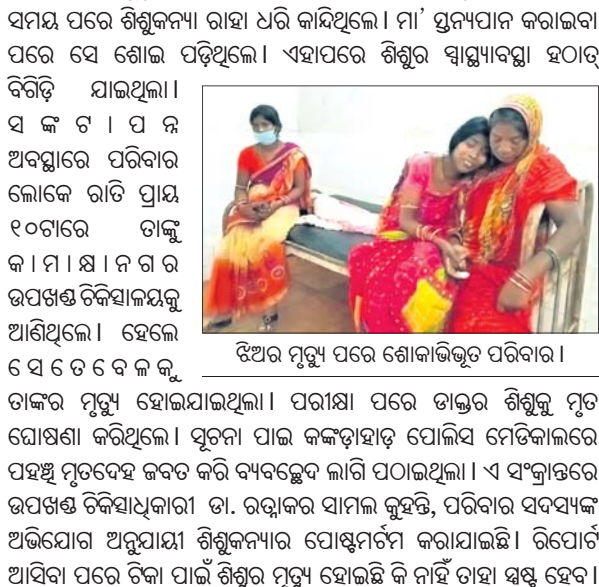 ସମୟ ପରେ ଶିଶୁକନ୍ୟା ରାହା ଧରି କାନ୍ଦିଥିଲେ। ମା' ସ୍ତନ୍ୟପାନ କରାଇବା
ପରେ ସେ ଶୋଇ ପଡ଼ିଥିଲେ। ଏହାପରେ ଶିଶୁର ସ୍ୱାସ୍ଥ୍ୟାବସ୍ଥା ହଠାତ୍
ବିଗିଡ଼ି ଯାଇଥିଲା।
ସଙ୍କଟାପନ୍ନ
ଅବସ୍ଥାରେ ପରିବାର
ଲୋକେ ରାତି ପ୍ରାୟ
୧୦ଟାରେ ତାଙ୍କୁ
କାମାକ୍ଷାନଗର
ଉପଖଣ୍ଡ ଚିକିତ୍ସାଳୟକୁ
ଆଣିଥିଲେ। ହେଲେ
ସେତେବେଳକୁ
ଝିଅର ମୃତ୍ୟୁ ପରେ ଶୋକାଭିଭୂତ ପରିବାର।
ତାଙ୍କର ମୃତ୍ୟୁ ହୋଇଯାଇଥିଲା। ପରୀକ୍ଷା ପରେ ଡାକ୍ତର ଶିଶୁକୁ ମୃତ
ଘୋଷଣା କରିଥିଲେ। ସୂଚନା ପାଇ କଙ୍କଡ଼ାହାଡ଼ ପୋଲିସ ମେଡିକାଲରେ
ପହଞ୍ଚି ମୃତଦେହ ଜବତ କରି ବ୍ୟବଚ୍ଛେଦ ଲାଗି ପଠାଇଥିଲା। ଏ ସଂକ୍ରାନ୍ତରେ
ଉପଖଣ୍ଡ ଚିକିତ୍ସାଧିକାରୀ ଡା. ରତ୍ନାକର ସାମଲ କୁହନ୍ତି, ପରିବାର ସଦସ୍ୟଙ୍କ
ଅଭିଯୋଗ ଅନୁଯାୟୀ ଶିଶୁକନ୍ୟାର ପୋଷ୍ଟମର୍ଟମ କରାଯାଇଛି। ରିପୋର୍ଟ
ଆସିବା ପରେ ଟିକା ପାଇଁ ଶିଶୁର ମୃତ୍ୟୁ ହୋଇଛି କି ନାହିଁ ତାହା ସ୍ପଷ୍ଟ ହେବ।